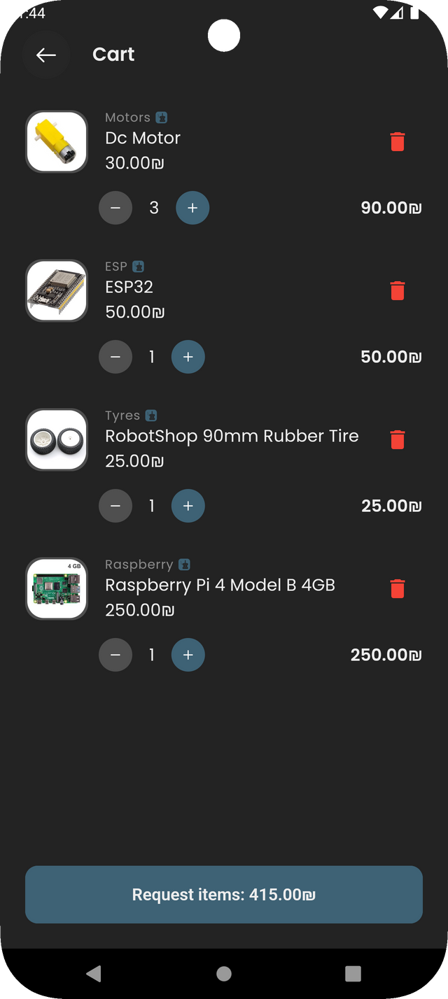 :44
Cart
Motors
Dc Motor
30.00₪
3
90.00₪
ESP
ESP32
50.00₪
1
50.00₪
Tyres
RobotShop 90mm Rubber Tire
25.00₪
1
25.00₪
4 GB
Raspberry
Raspberry Pi 4 Model B 4GB
250.00₪
1
250.00₪
Request items: 415.00₪